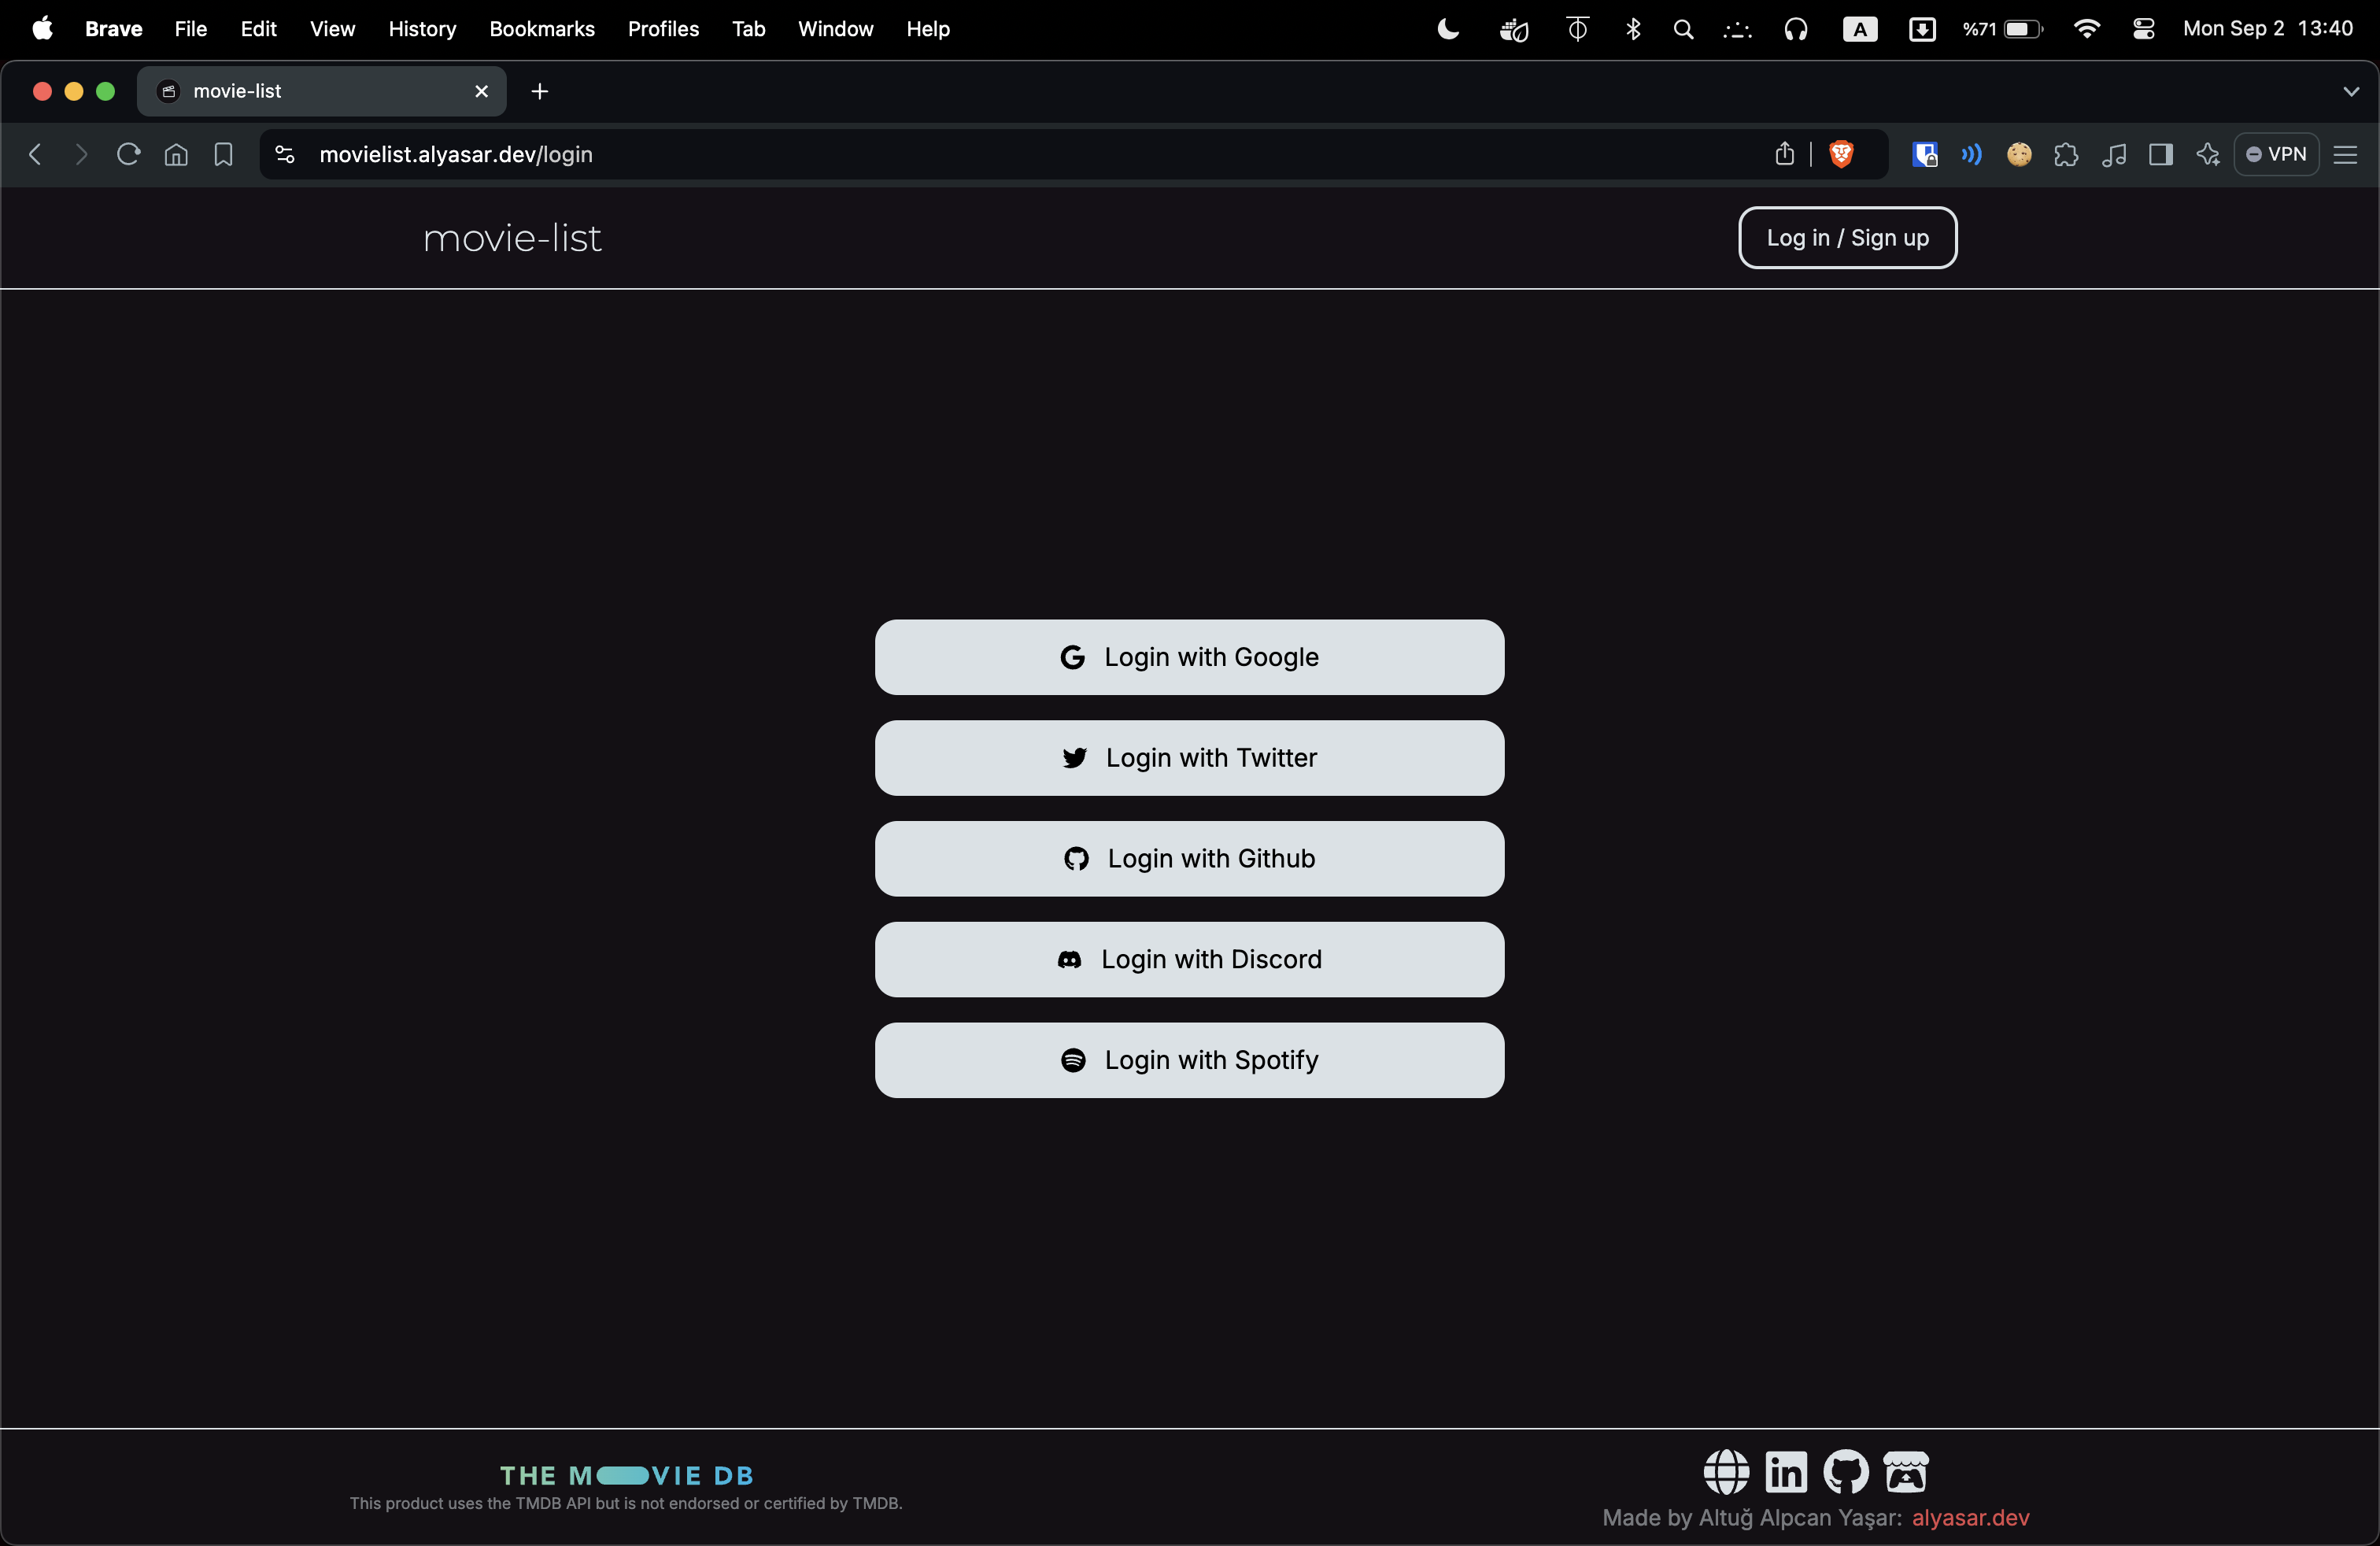 Brave File Edit View History Bookmarks Profiles Tab Window Help A %71 Mon Sep 2 13:40
movie-list
movielist.alyasar.dev/login VPN
movie-list Log in / Sign up
Login with Google
Login with Twitter
Login with Github
Login with Discord
Login with Spotify
THE MOVIE DB
This product uses the TMDB API but is not endorsed or certified by TMDB.
in
Made by Altuğ Alpcan Yaşar: alyasar.dev